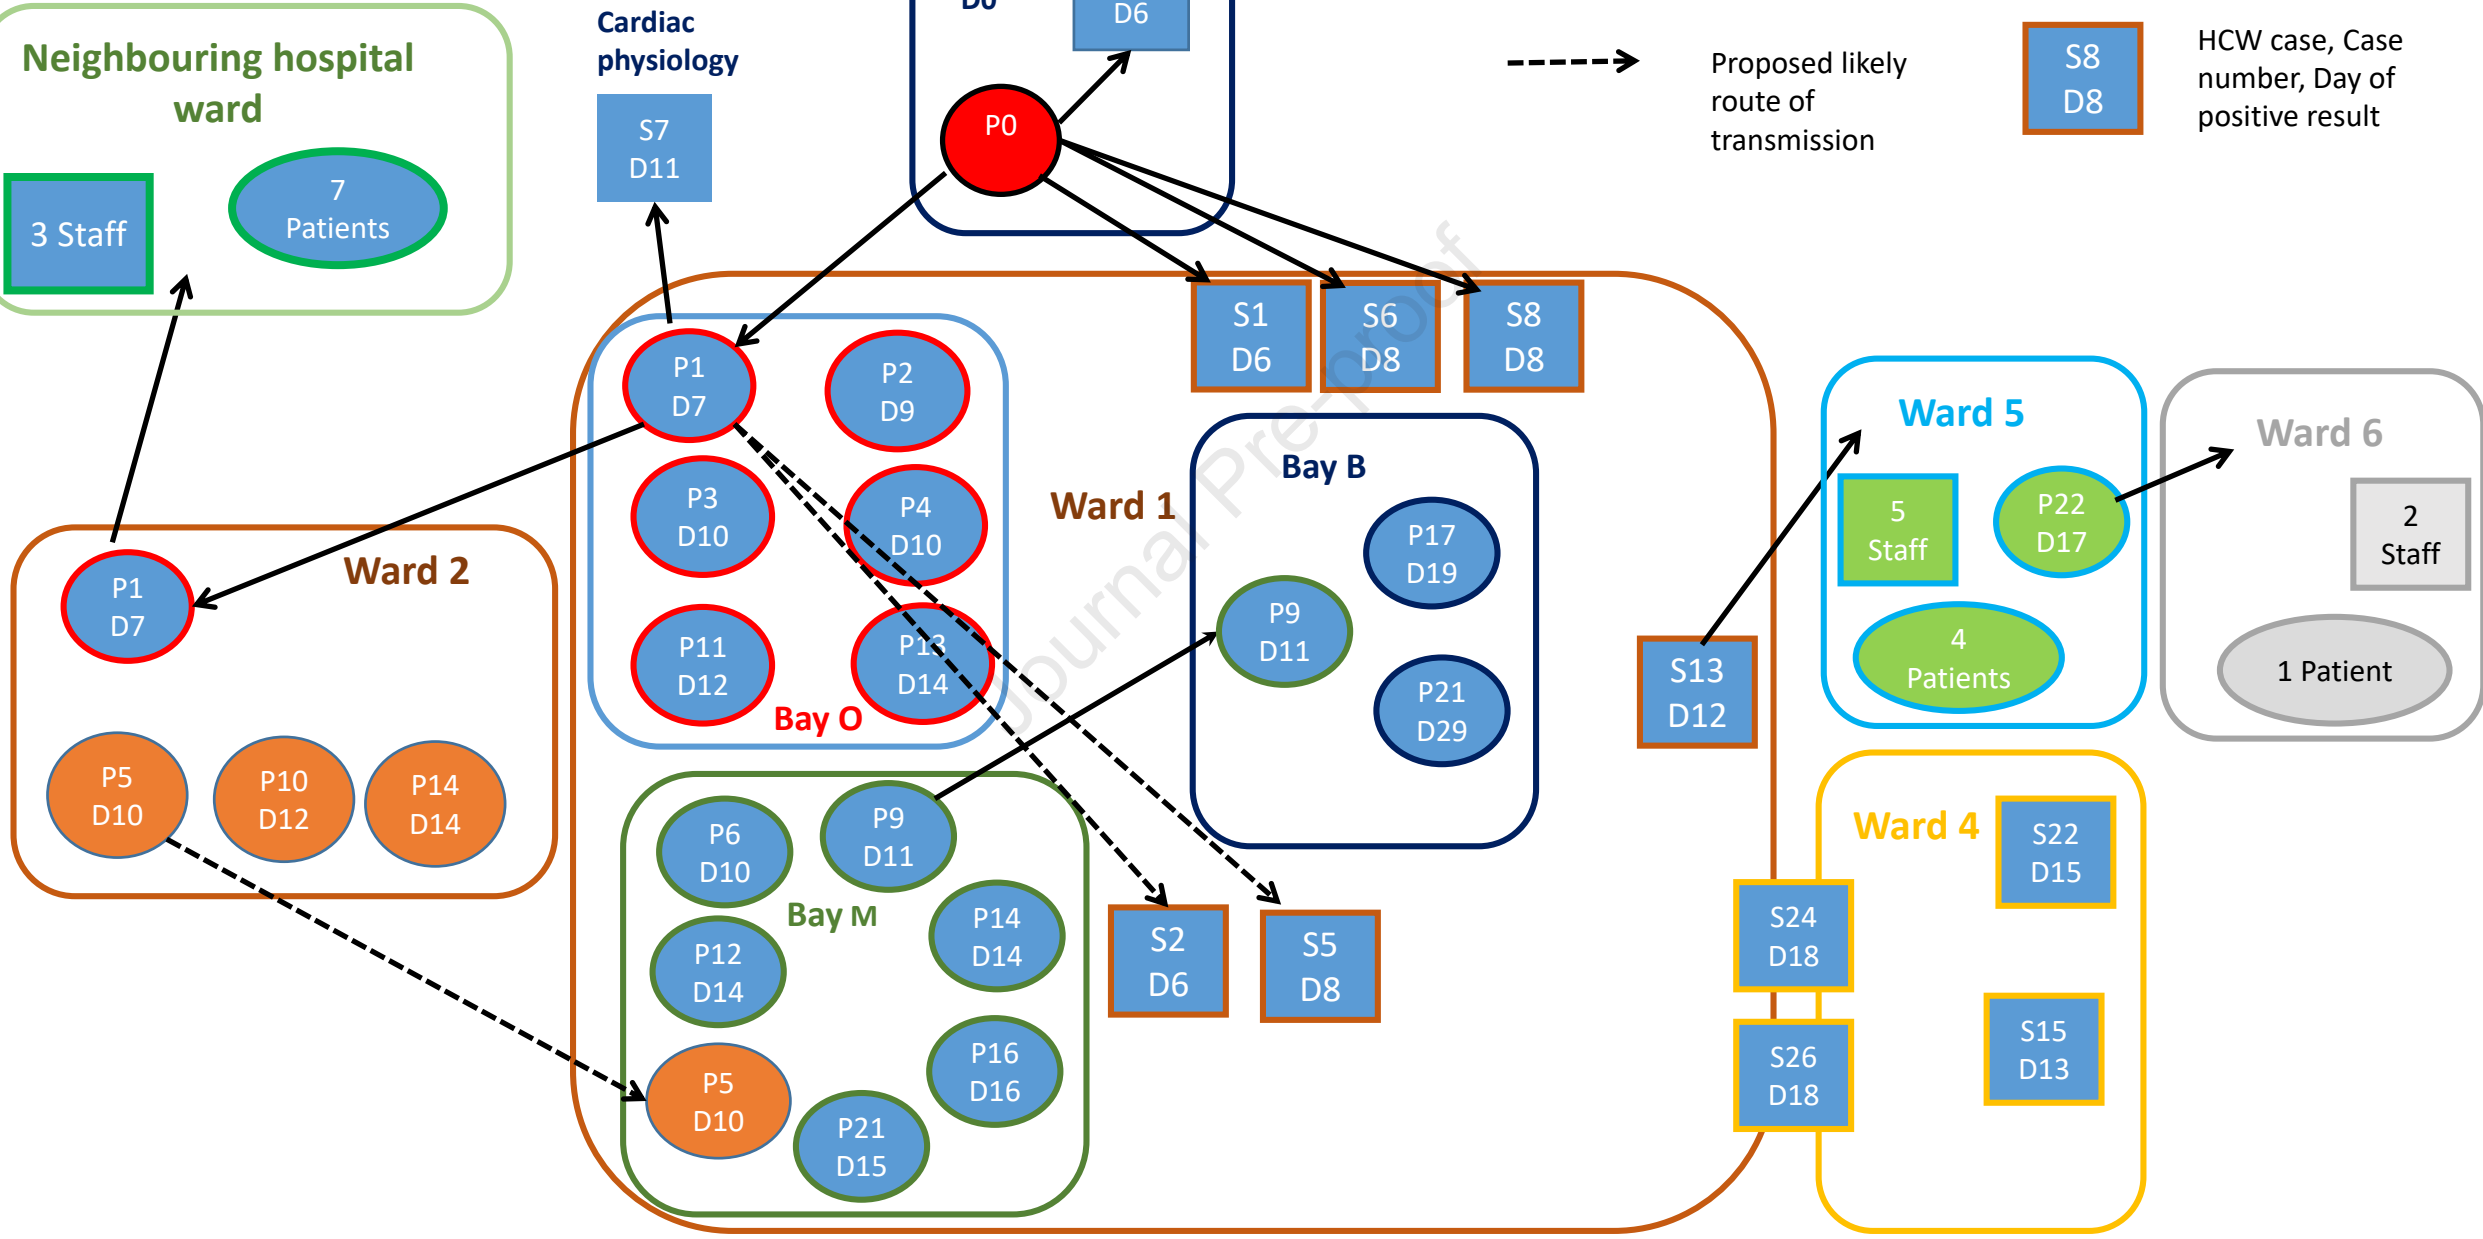 D0
D6
P0
Cardiac
physiology
S7
D11
Neighbouring hospital
ward
3 Staff
7
Patients
Proposed likely
route of
transmission
S8
D8
HCW case, Case
number, Day of
positive result
S1
D6
S6
D8
S8
D8
P1
D7
P2
D9
P3
D10
P4
D10
P11
D12
P13
D14
Bay O
Ward 1
Bay B
P17
D19
P9
D11
P21
D29
Ward 2
P1
D7
P5
D10
P10
D12
P14
D14
P6
D10
P9
D11
Bay M
P12
D14
P14
D14
P5
D10
P16
D16
P21
D15
S2
D6
S5
D8
S13
D12
Ward 5
5
Staff
P22
D17
4
Patients
Ward 6
2
Staff
1 Patient
Ward 4
S22
D15
S24
D18
S15
D13
S26
D18
Journal Pre-proof